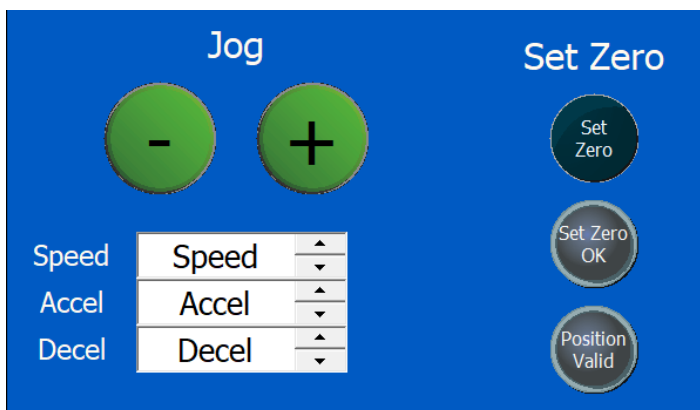 Jog
Set Zero
-
+
Set
Zero
Set Zero
OK
Speed
Speed
Accel
Accel
Decel
Decel
Position
Valid